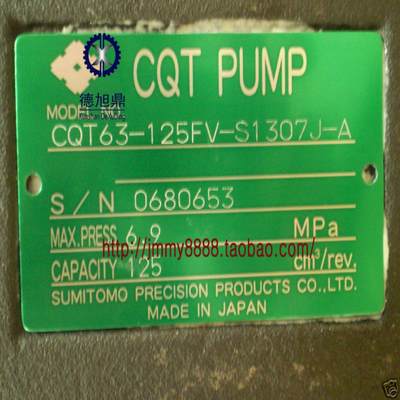 CQT PUMP
德旭鼎
MODEL NO.
CQT63-125FV-S1307J-A
S/N 0680653
MAX.PRESS 6.9 MPa
http://jimmy8888.taobao.com/
CAPACITY 125 cm³/rev.
SUMITOMO PRECISION PRODUCTS CO.,LTD.
MADE IN JAPAN